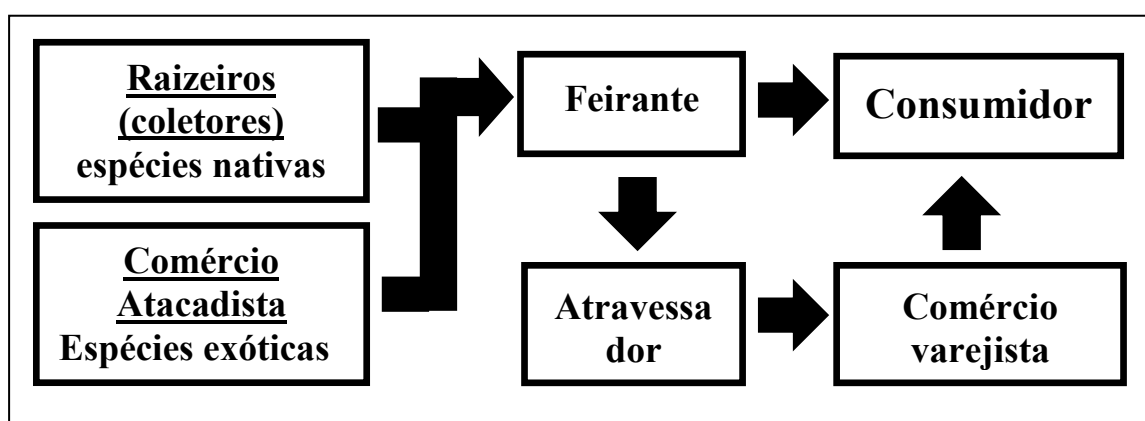 Raizeiros
(coletores)
espécies nativas
Comércio
Atacadista
Espécies exóticas
Feirante
Consumidor
Atravessa
dor
Comércio
varejista